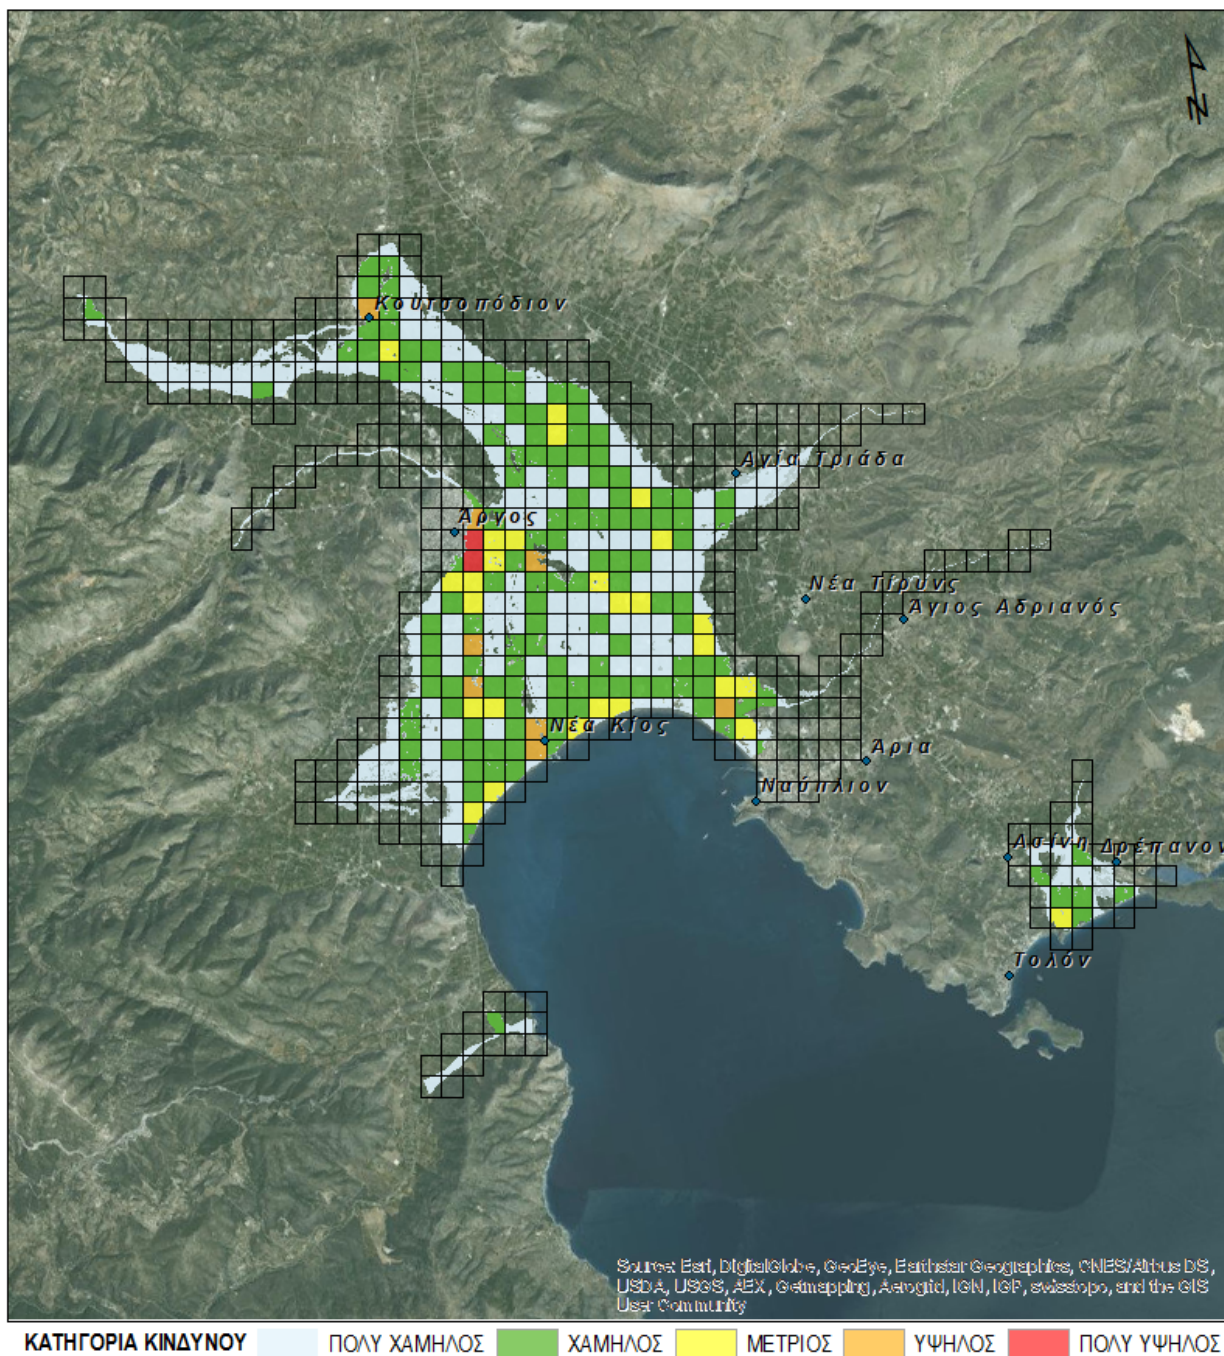 Ν
Κουτσοπόδιον
Αγία Τριάδα
Άργος
Νέα Τίρυνς
Άγιος Αδριανός
Νέα Κίος
Άρια
Ναύπλιον
Ασίνη Δρέπανον
Τολόν
Source: Esri, DigitalGlobe, GeoEye, Earthstar Geographics, CNES/Airbus DS,
USDA, USGS, AEX, Getmapping, Aerogrid, IGN, IGP, swisstopo, and the GIS
User Community
ΚΑΤΗΓΟΡΙΑ ΚΙΝΔΥΝΟΥ ΠΟΛΥ ΧΑΜΗΛΟΣ ΧΑΜΗΛΟΣ ΜΕΤΡΙΟΣ ΥΨΗΛΟΣ ΠΟΛΥ ΥΨΗΛΟΣ